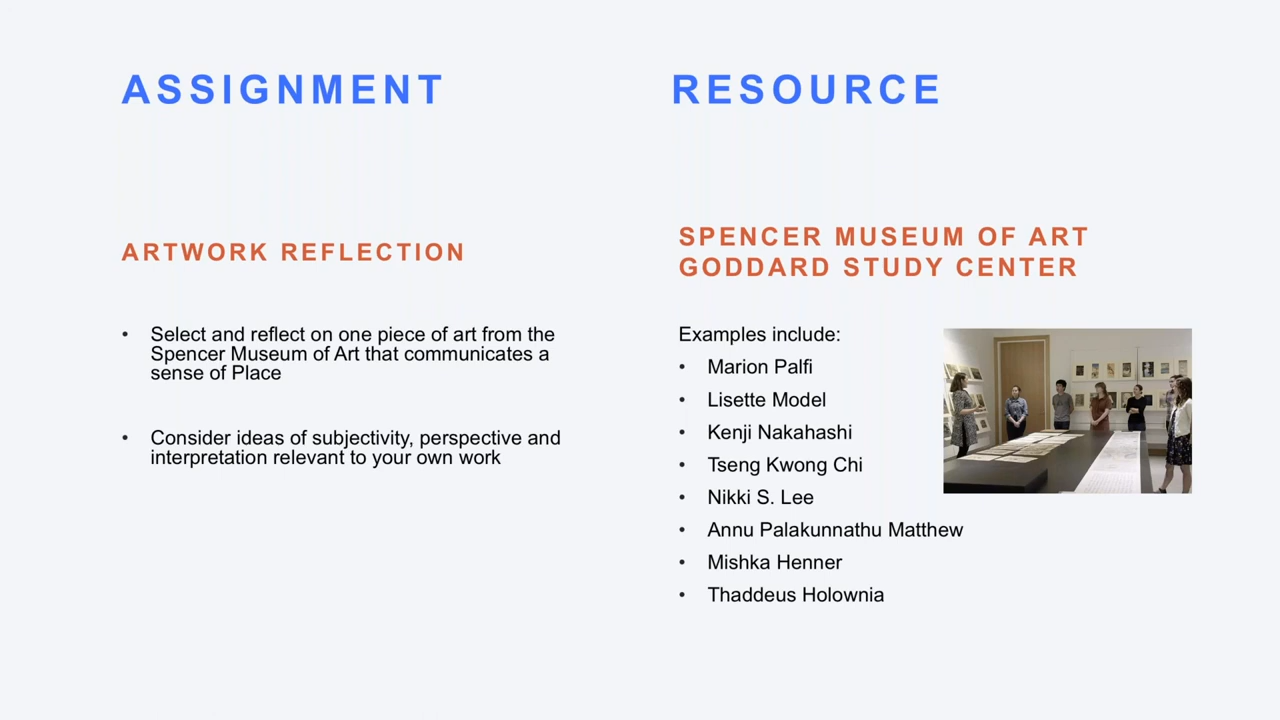 ASSIGNMENT
ARTWORK REFLECTION
• Select and reflect on one piece of art from the
Spencer Museum of Art that communicates a
sense of Place
• Consider ideas of subjectivity, perspective and
interpretation relevant to your own work
RESOURCE
SPENCER MUSEUM OF ART
GODDARD STUDY CENTER
Examples include:
• Marion Palfi
• Lisette Model
• Kenji Nakahashi
• Tseng Kwong Chi
• Nikki S. Lee
• Annu Palakunnathu Matthew
• Mishka Henner
• Thaddeus Holownia